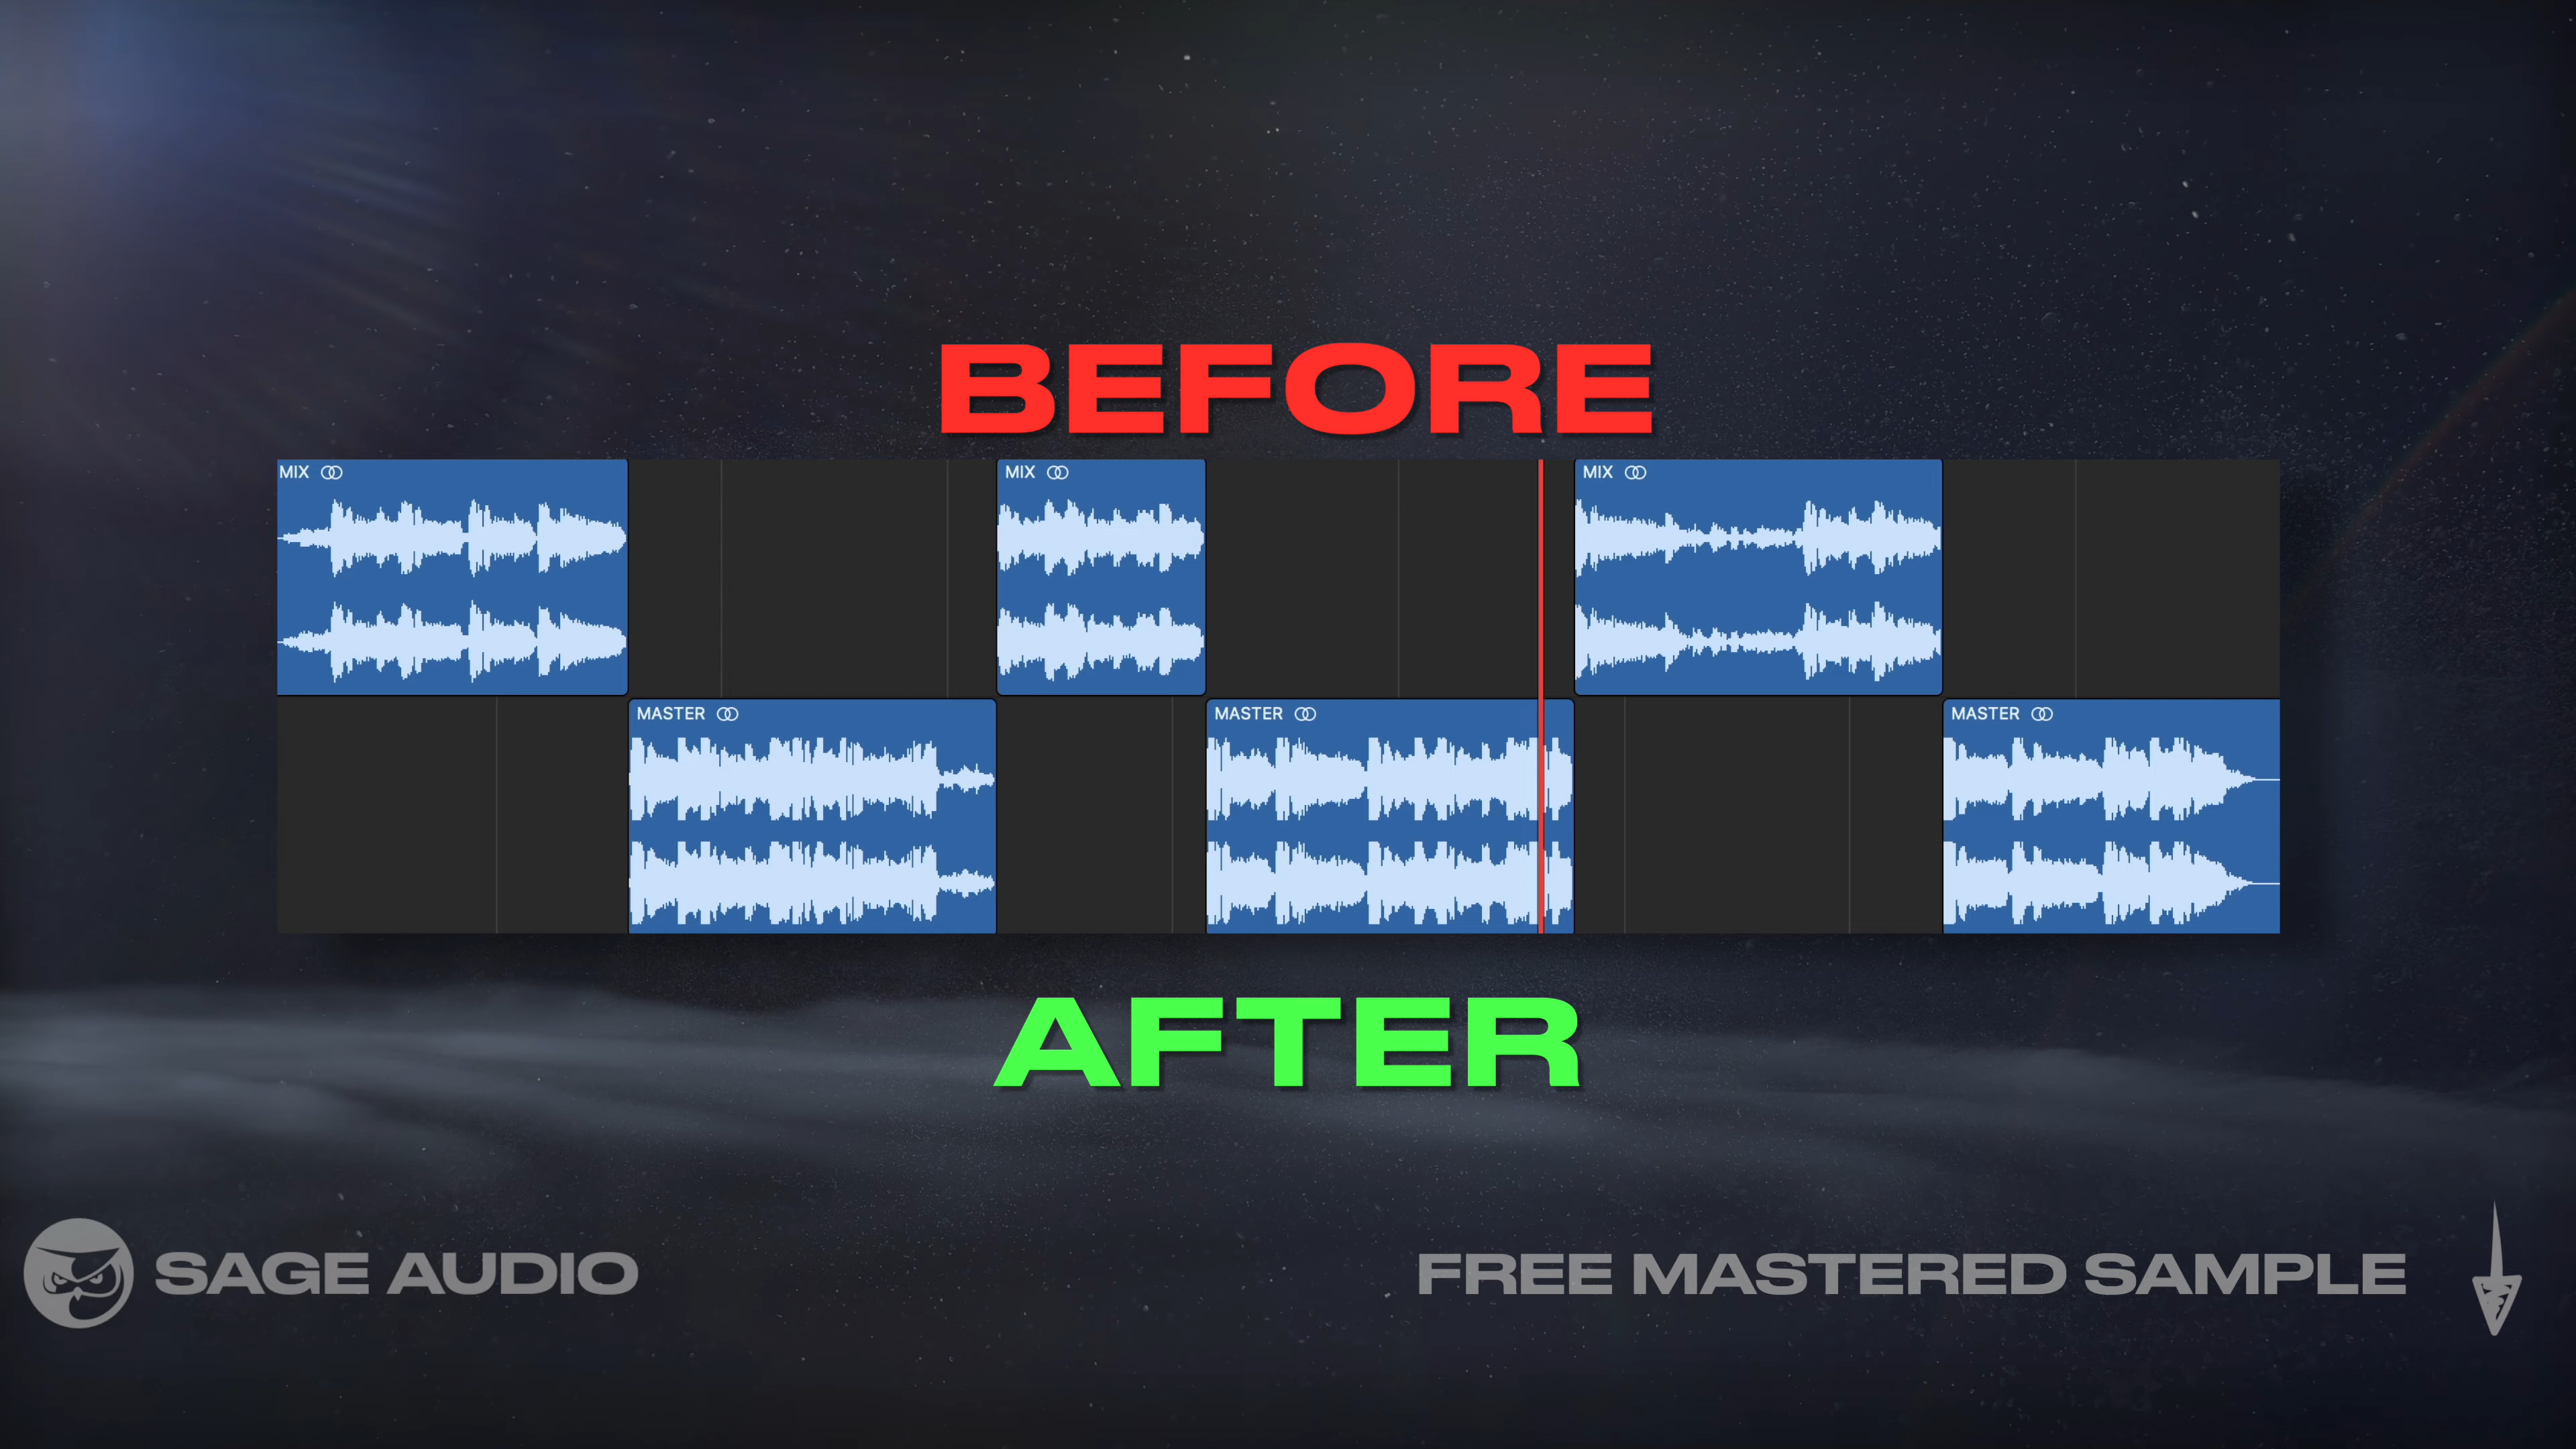 BEFORE
MIX
MIX
MIX
MASTER
MASTER
MASTER
AFTER
SAGE AUDIO
FREE MASTERED SAMPLE